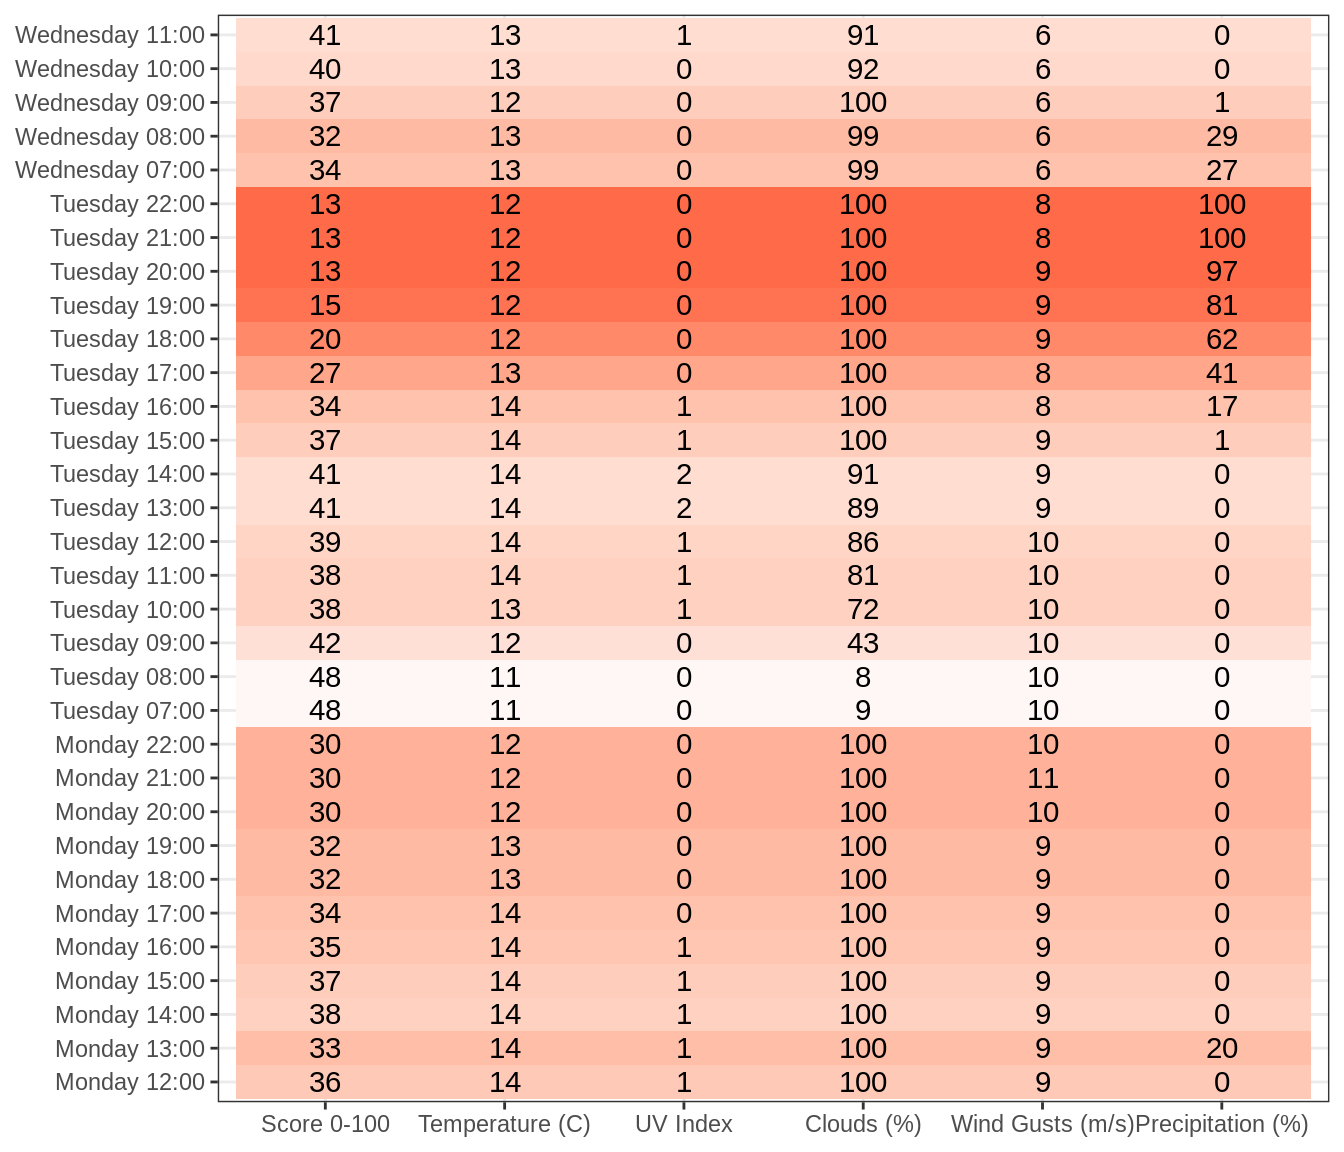 Wednesday 11:00 41 13 1 91 6 0
Wednesday 10:00 40 13 0 92 6 0
Wednesday 09:00 37 12 0 100 6 1
Wednesday 08:00 32 13 0 99 6 29
Wednesday 07:00 34 13 0 99 6 27
Tuesday 22:00 13 12 0 100 8 100
Tuesday 21:00 13 12 0 100 8 100
Tuesday 20:00 13 12 0 100 9 97
Tuesday 19:00 15 12 0 100 9 81
Tuesday 18:00 20 12 0 100 9 62
Tuesday 17:00 27 13 0 100 8 41
Tuesday 16:00 34 14 1 100 8 17
Tuesday 15:00 37 14 1 100 9 1
Tuesday 14:00 41 14 2 91 9 0
Tuesday 13:00 41 14 2 89 9 0
Tuesday 12:00 39 14 1 86 10 0
Tuesday 11:00 38 14 1 81 10 0
Tuesday 10:00 38 13 1 72 10 0
Tuesday 09:00 42 12 0 43 10 0
Tuesday 08:00 48 11 0 8 10 0
Tuesday 07:00 48 11 0 9 10 0
Monday 22:00 30 12 0 100 10 0
Monday 21:00 30 12 0 100 11 0
Monday 20:00 30 12 0 100 10 0
Monday 19:00 32 13 0 100 9 0
Monday 18:00 32 13 0 100 9 0
Monday 17:00 34 14 0 100 9 0
Monday 16:00 35 14 1 100 9 0
Monday 15:00 37 14 1 100 9 0
Monday 14:00 38 14 1 100 9 0
Monday 13:00 33 14 1 100 9 20
Monday 12:00 36 14 1 100 9 0
Score 0-100 Temperature (C) UV Index Clouds (%) Wind Gusts (m/s) Precipitation (%)